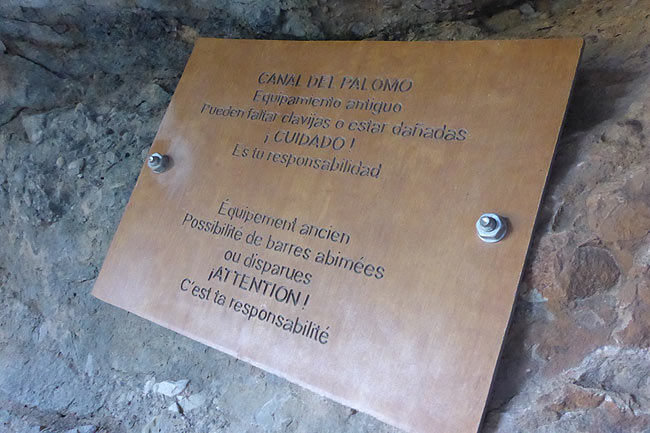 CANAL DEL PALOMO
Equipamiento antiguo
Pueden faltar clavijas o estar dañadas
¡ CUIDADO !
Es tu responsabilidad
Équipement ancien
Possibilité de barres abimées
ou disparues
¡ATTENTION !
C'est ta responsabilité